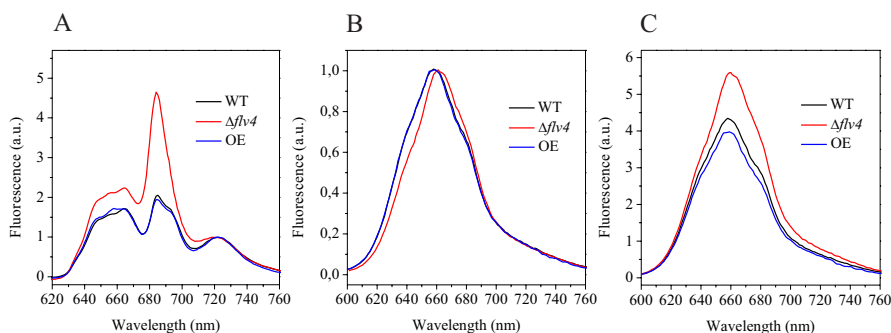 A
Fluorescence (a.u.)
5
4
3
2
1
0
WT
Δflv4
OE
620 640 660 680 700 720 740 760
Wavelength (nm)
B
Fluorescence (a.u.)
1,0
0,8
0,6
0,4
0,2
0,0
WT
Δflv4
OE
600 620 640 660 680 700 720 740 760
Wavelength (nm)
C
Fluorescence (a.u.)
6
5
4
3
2
1
0
WT
Δflv4
OE
600 620 640 660 680 700 720 740 760
Wavelength (nm)